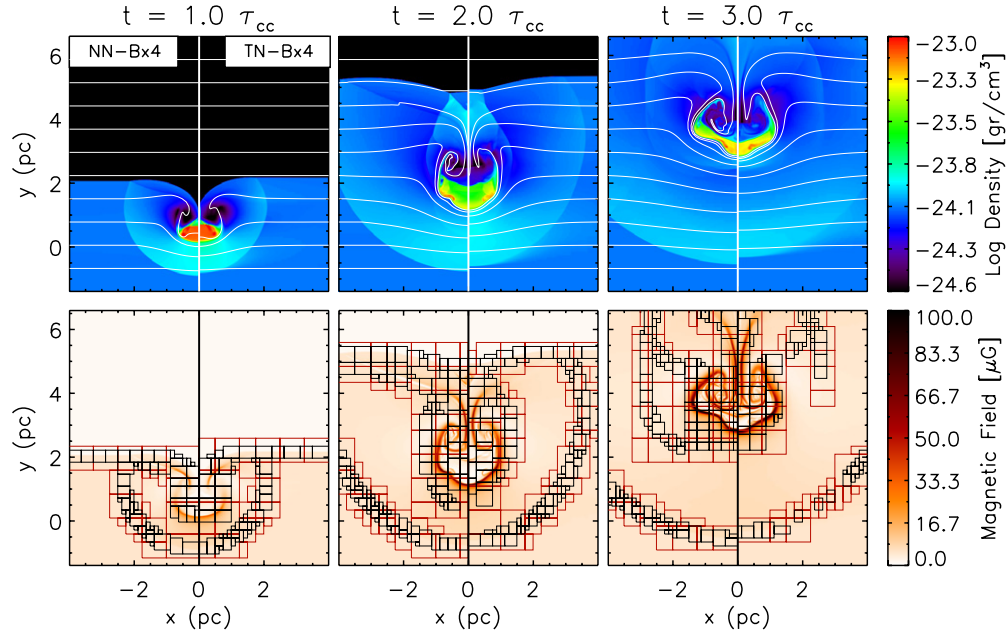 t = 1.0 τcc
t = 2.0 τcc
t = 3.0 τcc
NN−Bx4
TN−Bx4
6
4
2
0
y (pc)
−23.0
−23.3
−23.5
−23.8
−24.1
−24.3
−24.6
Log Density [gr/cm³]
6
4
2
0
y (pc)
100.0
83.3
66.7
50.0
33.3
16.7
0.0
Magnetic Field [μG]
−2 0 2
−2 0 2
−2 0 2
x (pc)
x (pc)
x (pc)